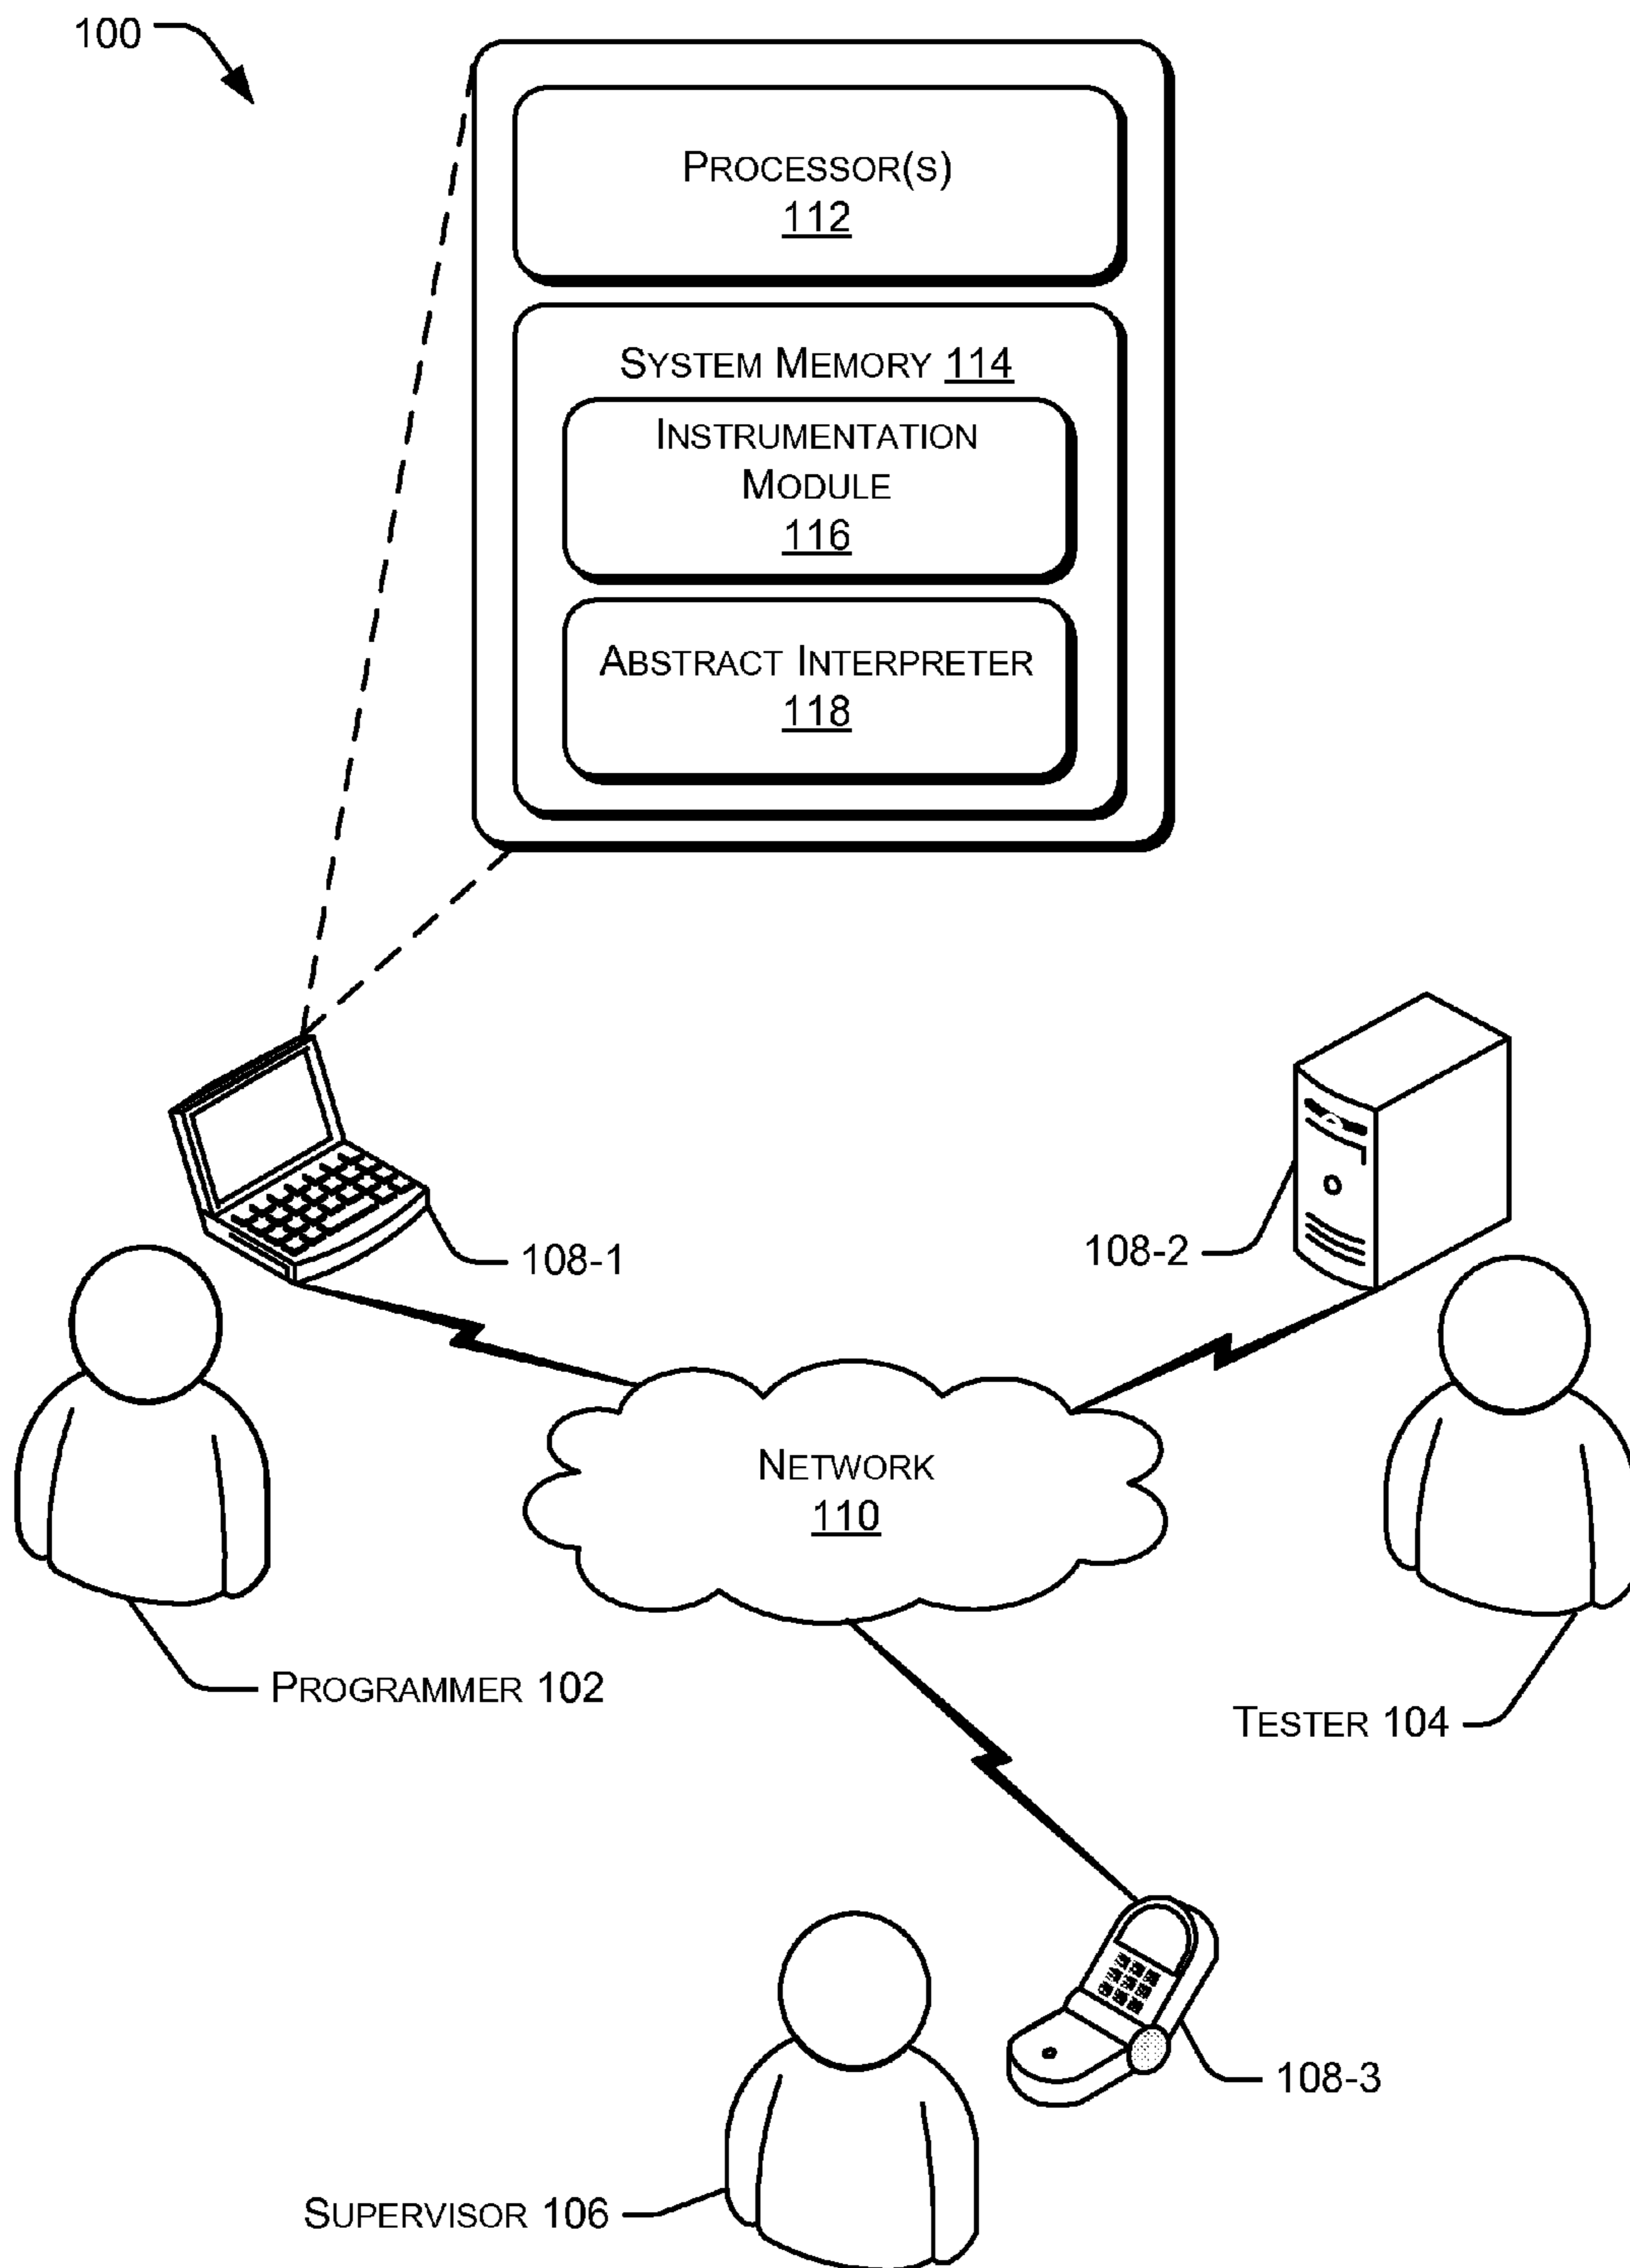 100
PROCESSOR(S)
112
SYSTEM MEMORY 114
INSTRUMENTATION
MODULE
116
ABSTRACT INTERPRETER
118
108-1
108-2
NETWORK
110
PROGRAMMER 102
TESTER 104
108-3
SUPERVISOR 106